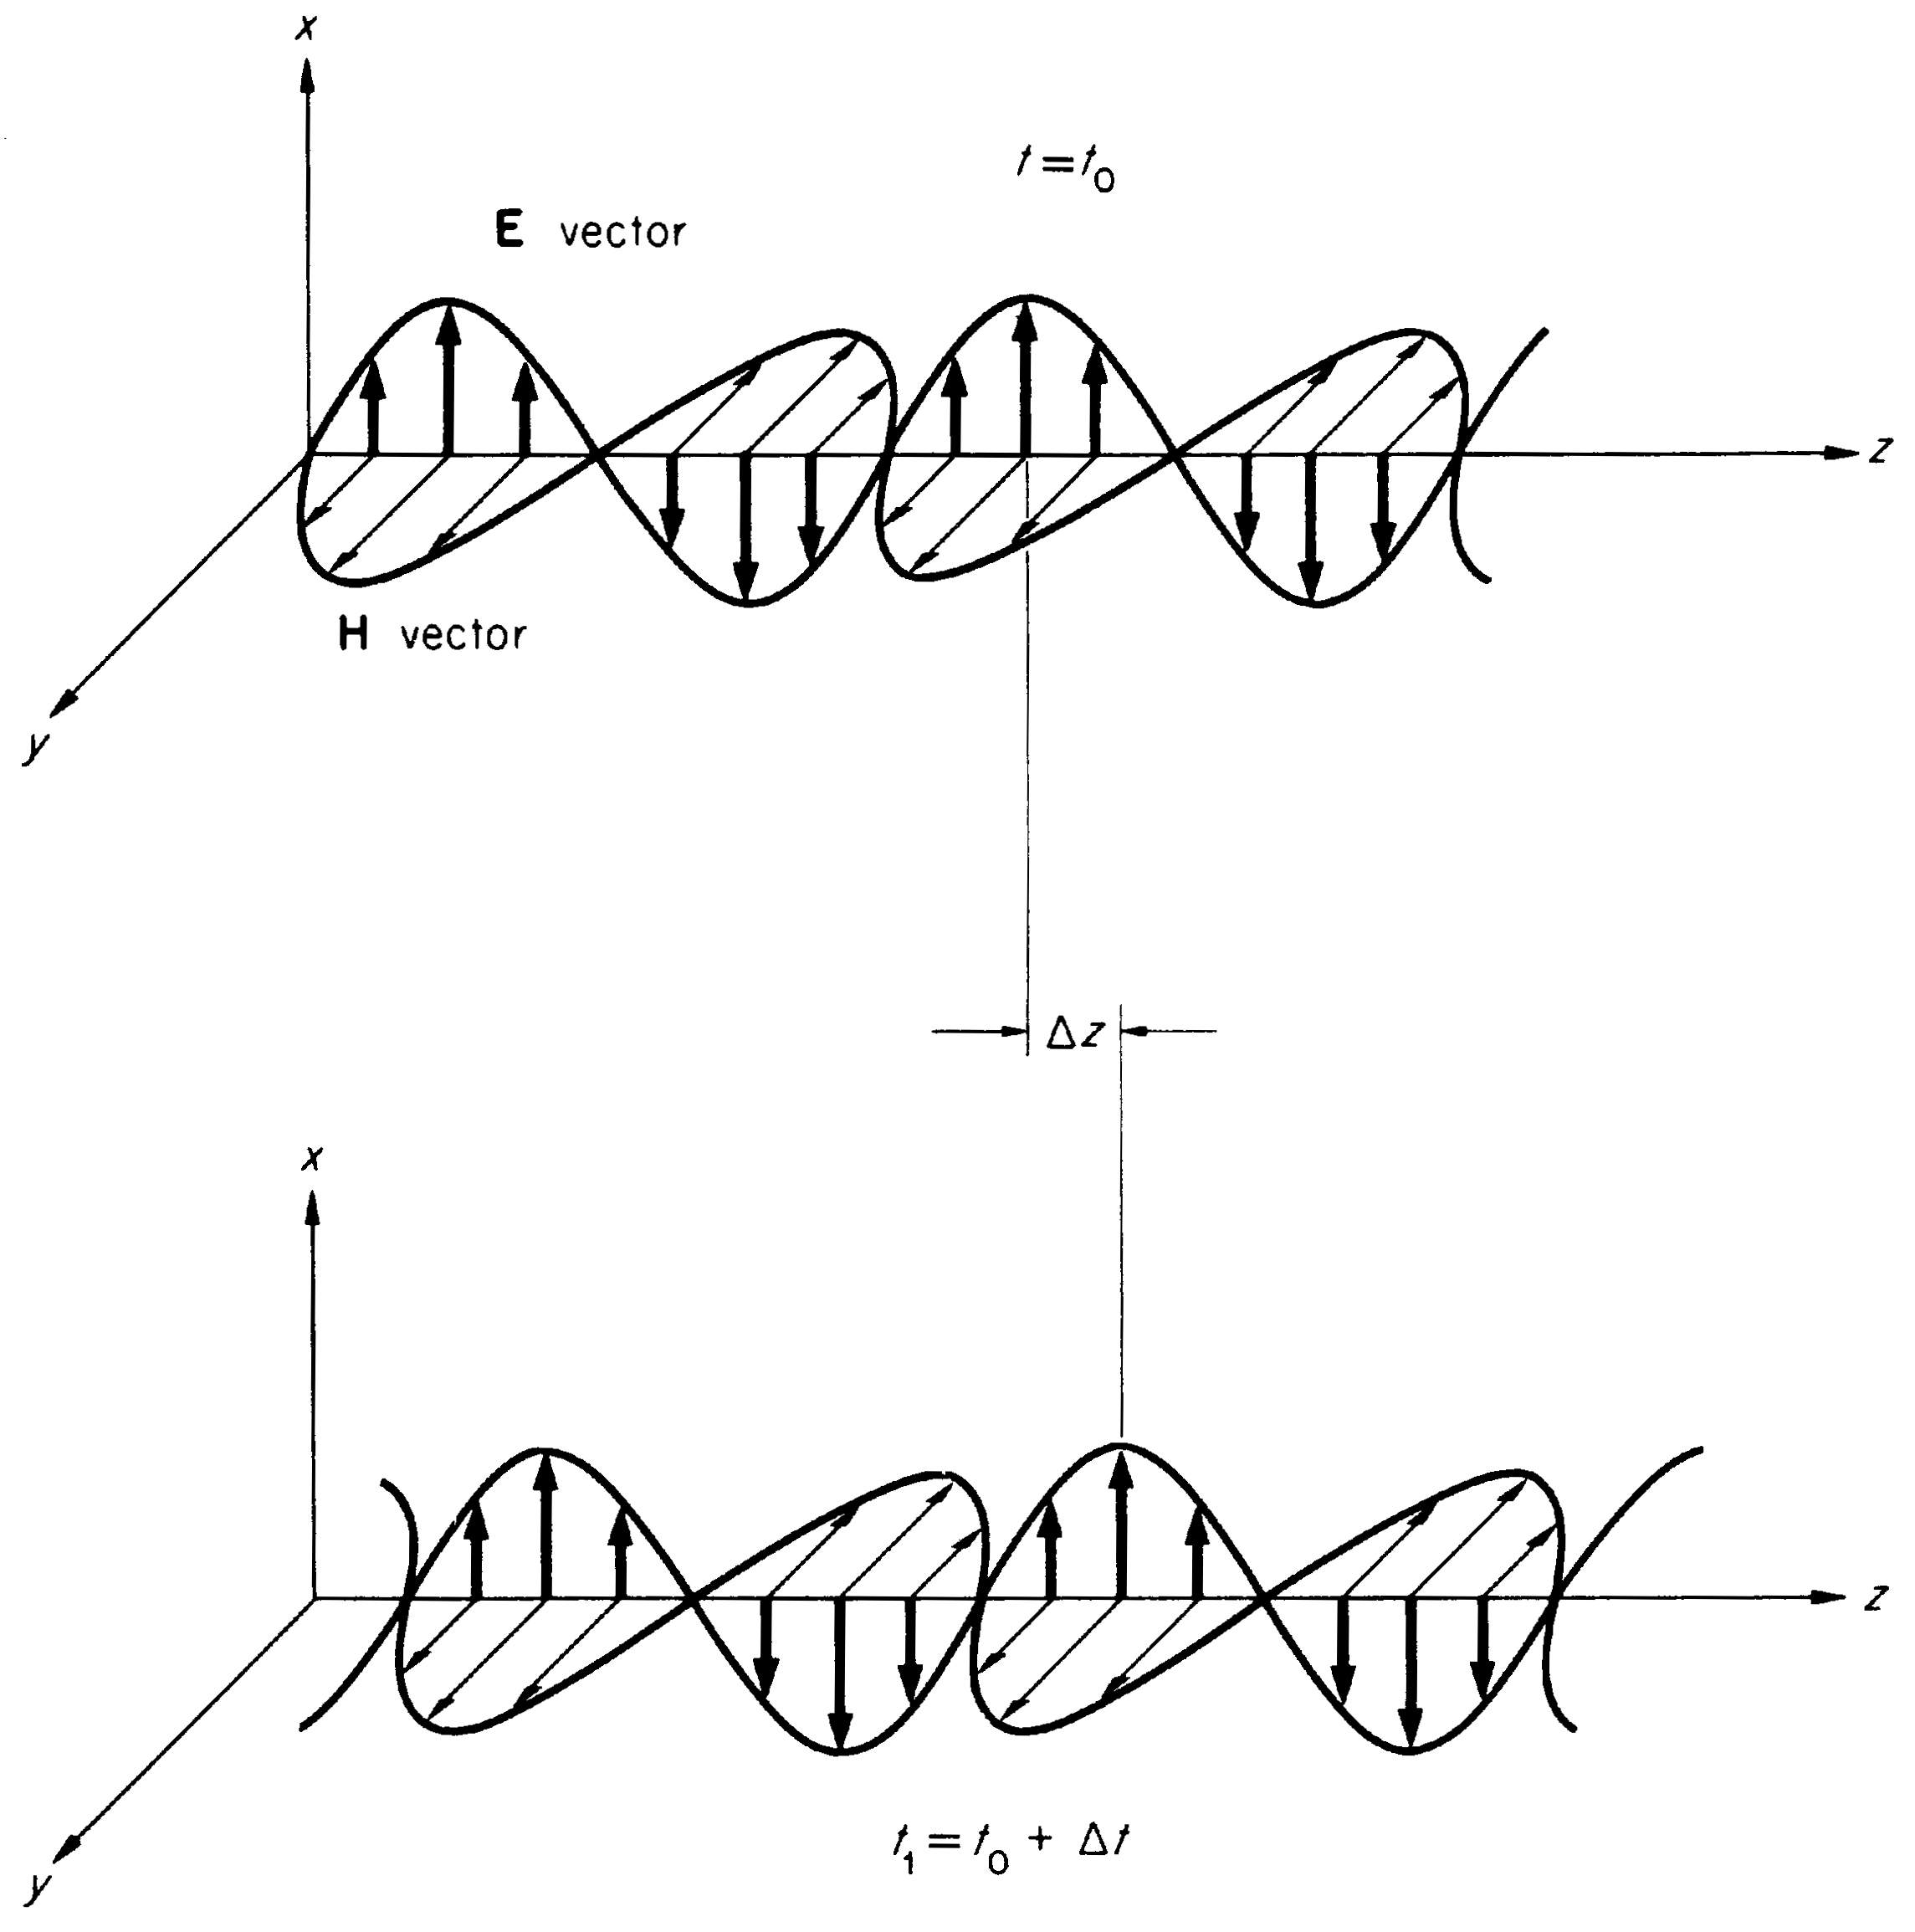 x
t = t₀
E vector
z
H vector
y
Δz
x
z
t₁ = t₀ + Δt
y